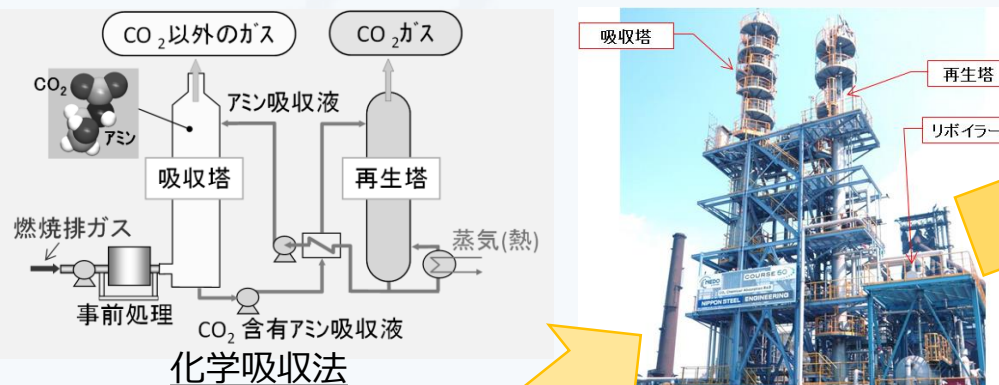 CO2以外のガス
CO2ガス
CO2
アミン
アミン吸収液
吸収塔
再生塔
燃焼排ガス
蒸気(熱)
事前処理
CO2 含有アミン吸収液
化学吸収法
吸収塔
再生塔
リボイラー
COURSE 50
NIPPON STEEL ENGINEERING